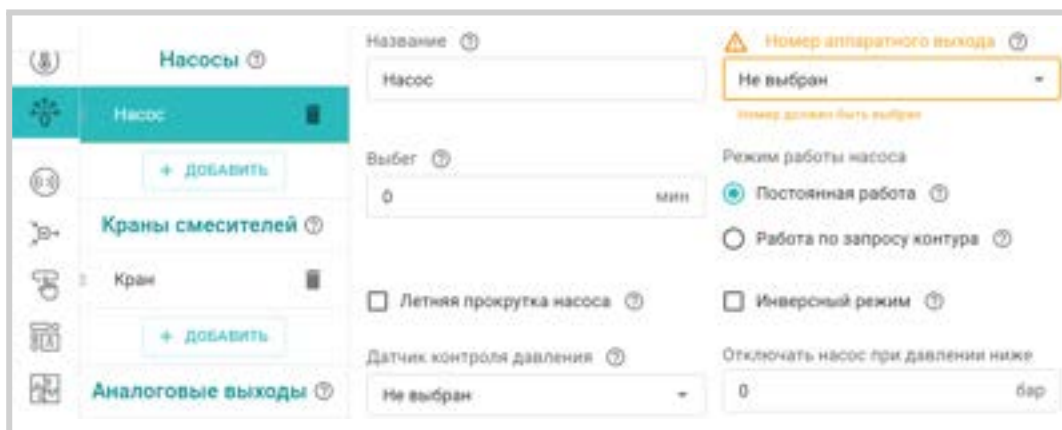 Насосы
Насос
+ ДОБАВИТЬ
Краны смесителей
Кран
+ ДОБАВИТЬ
Аналоговые выходы
Название
Насос
Номер аппаратного выхода
Не выбран
Номер должен быть выбран
Выбег
0 мин
Режим работы насоса
Постоянная работа
Работа по запросу контура
Летняя прокрутка насоса
Инверсный режим
Датчик контроля давления
Не выбран
Отключать насос при давлении ниже
0 бар